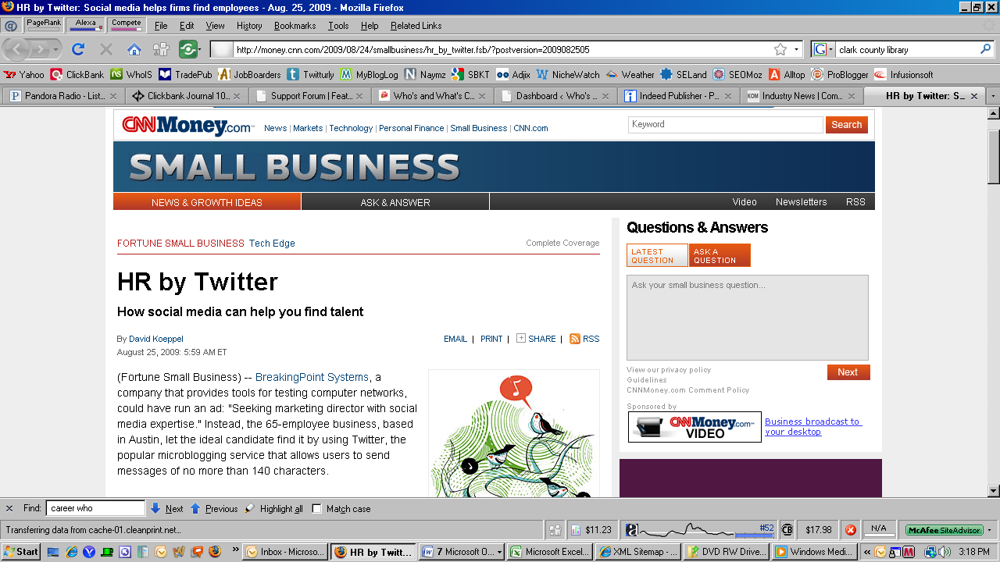 HR by Twitter: Social media helps firms find employees - Aug. 25, 2009 - Mozilla Firefox
@ PageRank Alexa Compete File Edit View History Bookmarks Tools Help Related Links
http://money.cnn.com/2009/08/24/smallbusiness/hr_by_twitter.fsb/?postversion=2009082505 G clark county library
Yahoo ClickBank WhoIS TradePub JobBoarders Twitturly MyBlogLog Naymz SBKT Adjix NicheWatch Weather SELand SEOMoz Alltop ProBlogger Infusionsoft
Pandora Radio - List... Clickbank Journal 10... Support Forum | Feat... Who's and What's C... Dashboard ‹ Who's ... Indeed Publisher - P... KOM Industry News | Com... HR by Twitter: S...
CNNMoney.com News | Markets | Technology | Personal Finance | Small Business | CNN.com Keyword Search
SMALL BUSINESS
NEWS & GROWTH IDEAS ASK & ANSWER Video Newsletters RSS
FORTUNE SMALL BUSINESS Tech Edge Complete Coverage
HR by Twitter
How social media can help you find talent
By David Koeppel
August 25, 2009: 5:59 AM ET
EMAIL | PRINT | SHARE | RSS
(Fortune Small Business) -- BreakingPoint Systems, a
company that provides tools for testing computer networks,
could have run an ad: "Seeking marketing director with social
media expertise." Instead, the 65-employee business, based
in Austin, let the ideal candidate find it by using Twitter, the
popular microblogging service that allows users to send
messages of no more than 140 characters.
Questions & Answers
LATEST QUESTION
ASK A QUESTION
Ask your small business question...
View our privacy policy
Guidelines
CNNMoney.com Comment Policy
Next
Sponsored by
CNNMoney.com VIDEO
Business broadcast to
your desktop
Find: career who Next Previous Highlight all Match case
Transferring data from cache-01.cleanprint.net... $11.23 a #52 $17.98 N/A McAfee SiteAdvisor
Start Inbox - Microso... HR by Twitt... 7 Microsoft O... Microsoft Excel... XML Sitemap - ... DVD RW Drive... Windows Medi... 3:18 PM